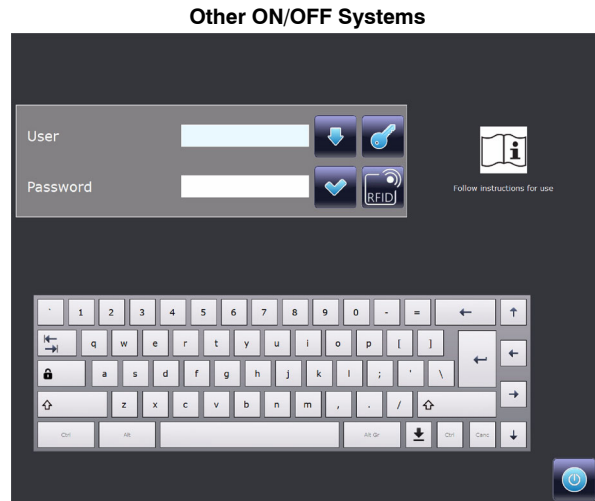 Other ON/OFF Systems
User
Password
RFID
i
Follow instructions for use
` 1 2 3 4 5 6 7 8 9 0 - =
q w e r t y u i o p [ ]
a s d f g h j k l ; ' \
z x c v b n m , . /
Ctrl Alt Alt Gr Ctrl Canc